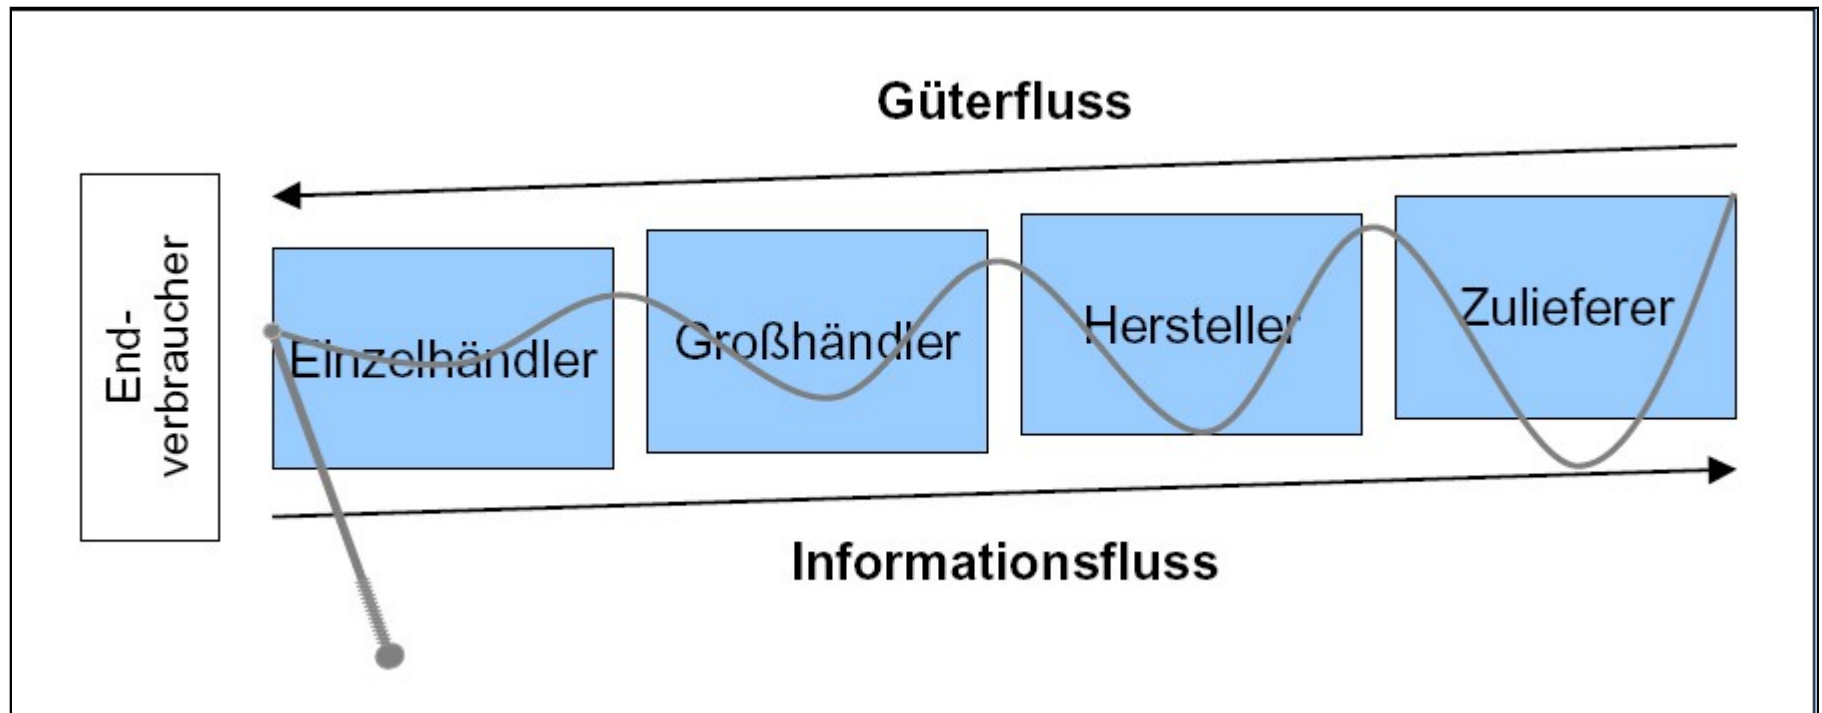 Güterfluss
End-
verbraucher
Einzelhändler
Großhändler
Hersteller
Zulieferer
Informationsfluss